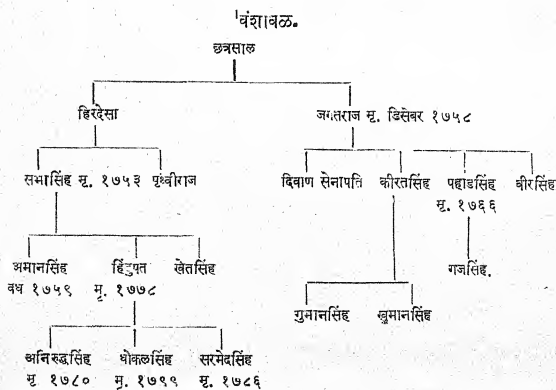 वंशावळ.
छत्रसाल
हिरदेसा जगतराज मृ. डिसेंबर १७५८
सभासिंह मृ. १७५३ पृथ्वीराज दिवाण सेनापति कीरतसिंह पहाडसिंह बीरसिंह
मृ. १७६६
अमानसिंह हिंदुपत खेतसिंह गजसिंह.
वध १७५९ मृ. १७७८
गुमानसिंह खुमानसिंह
अनिरुद्धसिंह धोकलसिंह सरमेदसिंह
मृ १७८० मृ. १७९९ मृ. १७८६